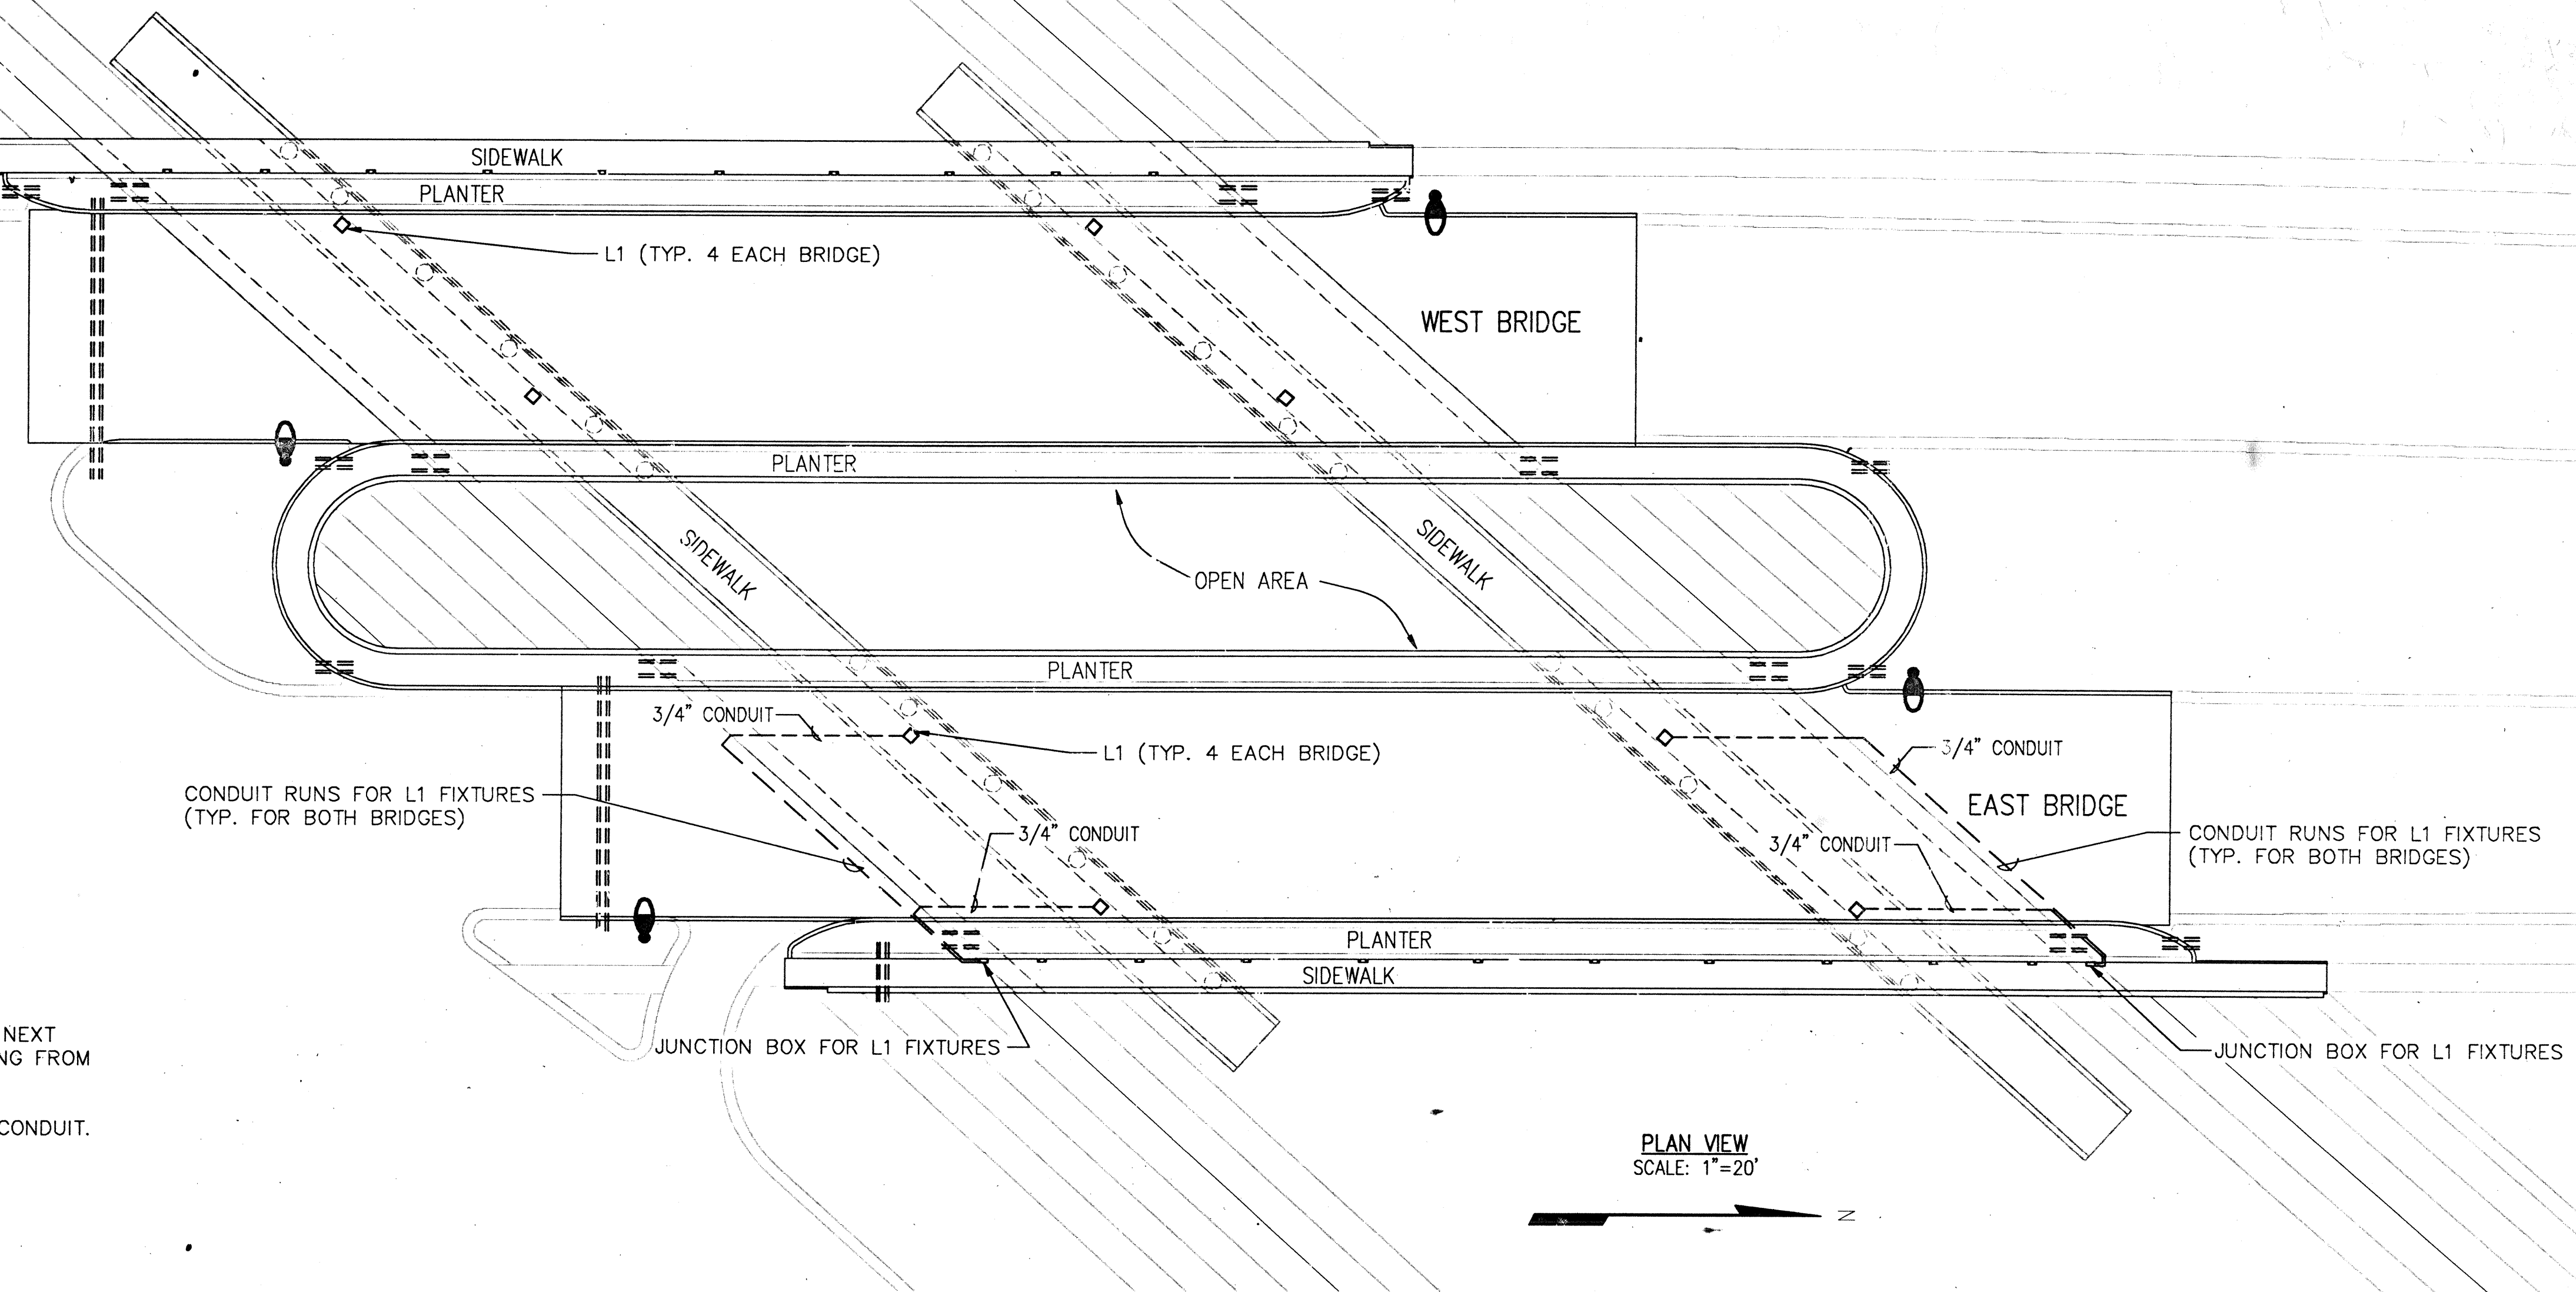 SIDEWALK
PLANTER
L1 (TYP. 4 EACH BRIDGE)
WEST BRIDGE
PLANTER
SIDEWALK
SIDEWALK
OPEN AREA
PLANTER
3/4" CONDUIT
L1 (TYP. 4 EACH BRIDGE)
3/4" CONDUIT
CONDUIT RUNS FOR L1 FIXTURES
(TYP. FOR BOTH BRIDGES)
EAST BRIDGE
3/4" CONDUIT
3/4" CONDUIT
CONDUIT RUNS FOR L1 FIXTURES
(TYP. FOR BOTH BRIDGES)
PLANTER
SIDEWALK
NEXT
NG FROM
JUNCTION BOX FOR L1 FIXTURES
JUNCTION BOX FOR L1 FIXTURES
CONDUIT.
PLAN VIEW
SCALE: 1"=20'
N